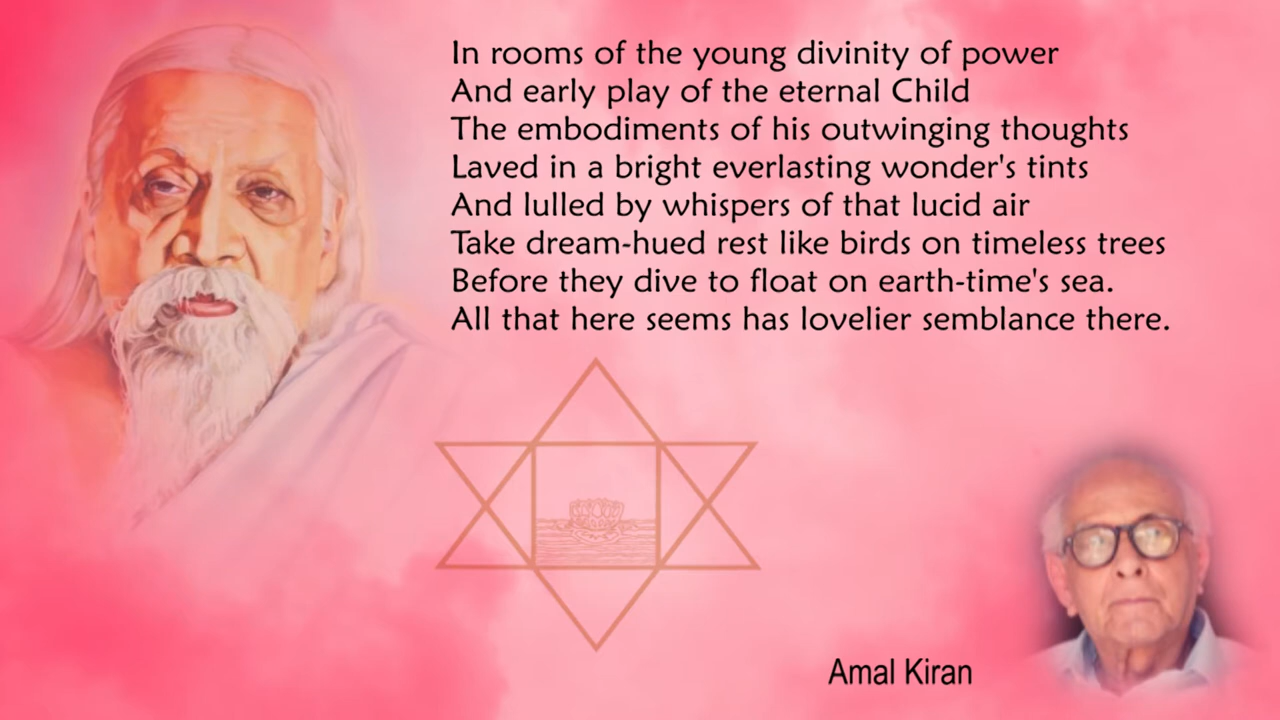 In rooms of the young divinity of power
And early play of the eternal Child
The embodiments of his outwinging thoughts
Laved in a bright everlasting wonder's tints
And lulled by whispers of that lucid air
Take dream-hued rest like birds on timeless trees
Before they dive to float on earth-time's sea.
All that here seems has lovelier semblance there.
Amal Kiran